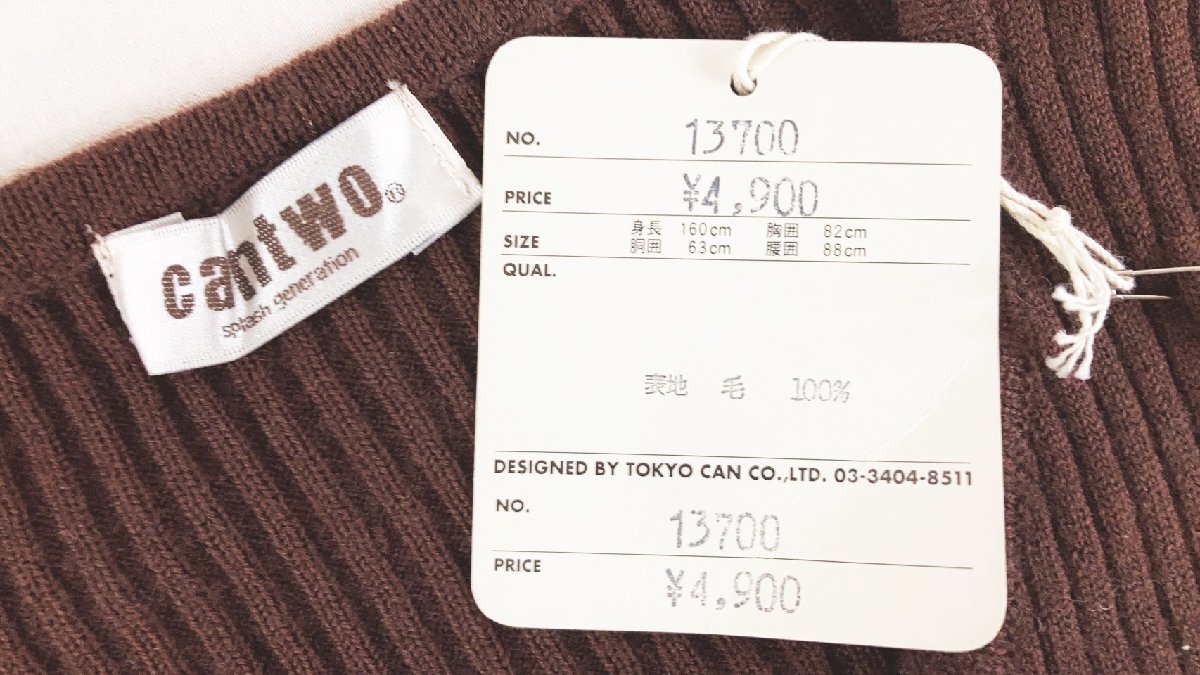 cantwo®
splash generation
NO. 13700
PRICE ¥4,900
SIZE 身長 160cm 胸囲 82cm
胴囲 63cm 腰囲 88cm
QUAL.
表地 毛 100%
DESIGNED BY TOKYO CAN CO.,LTD. 03-3404-8511
NO. 13700
PRICE ¥4,900